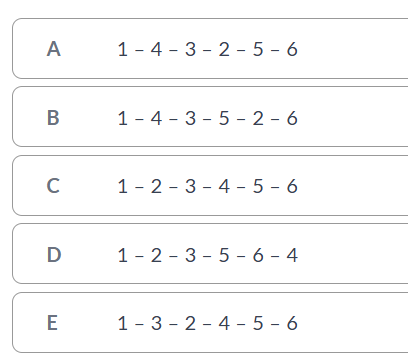 A 1 – 4 – 3 – 2 – 5 – 6
B 1 – 4 – 3 – 5 – 2 – 6
C 1 – 2 – 3 – 4 – 5 – 6
D 1 – 2 – 3 – 5 – 6 – 4
E 1 – 3 – 2 – 4 – 5 – 6